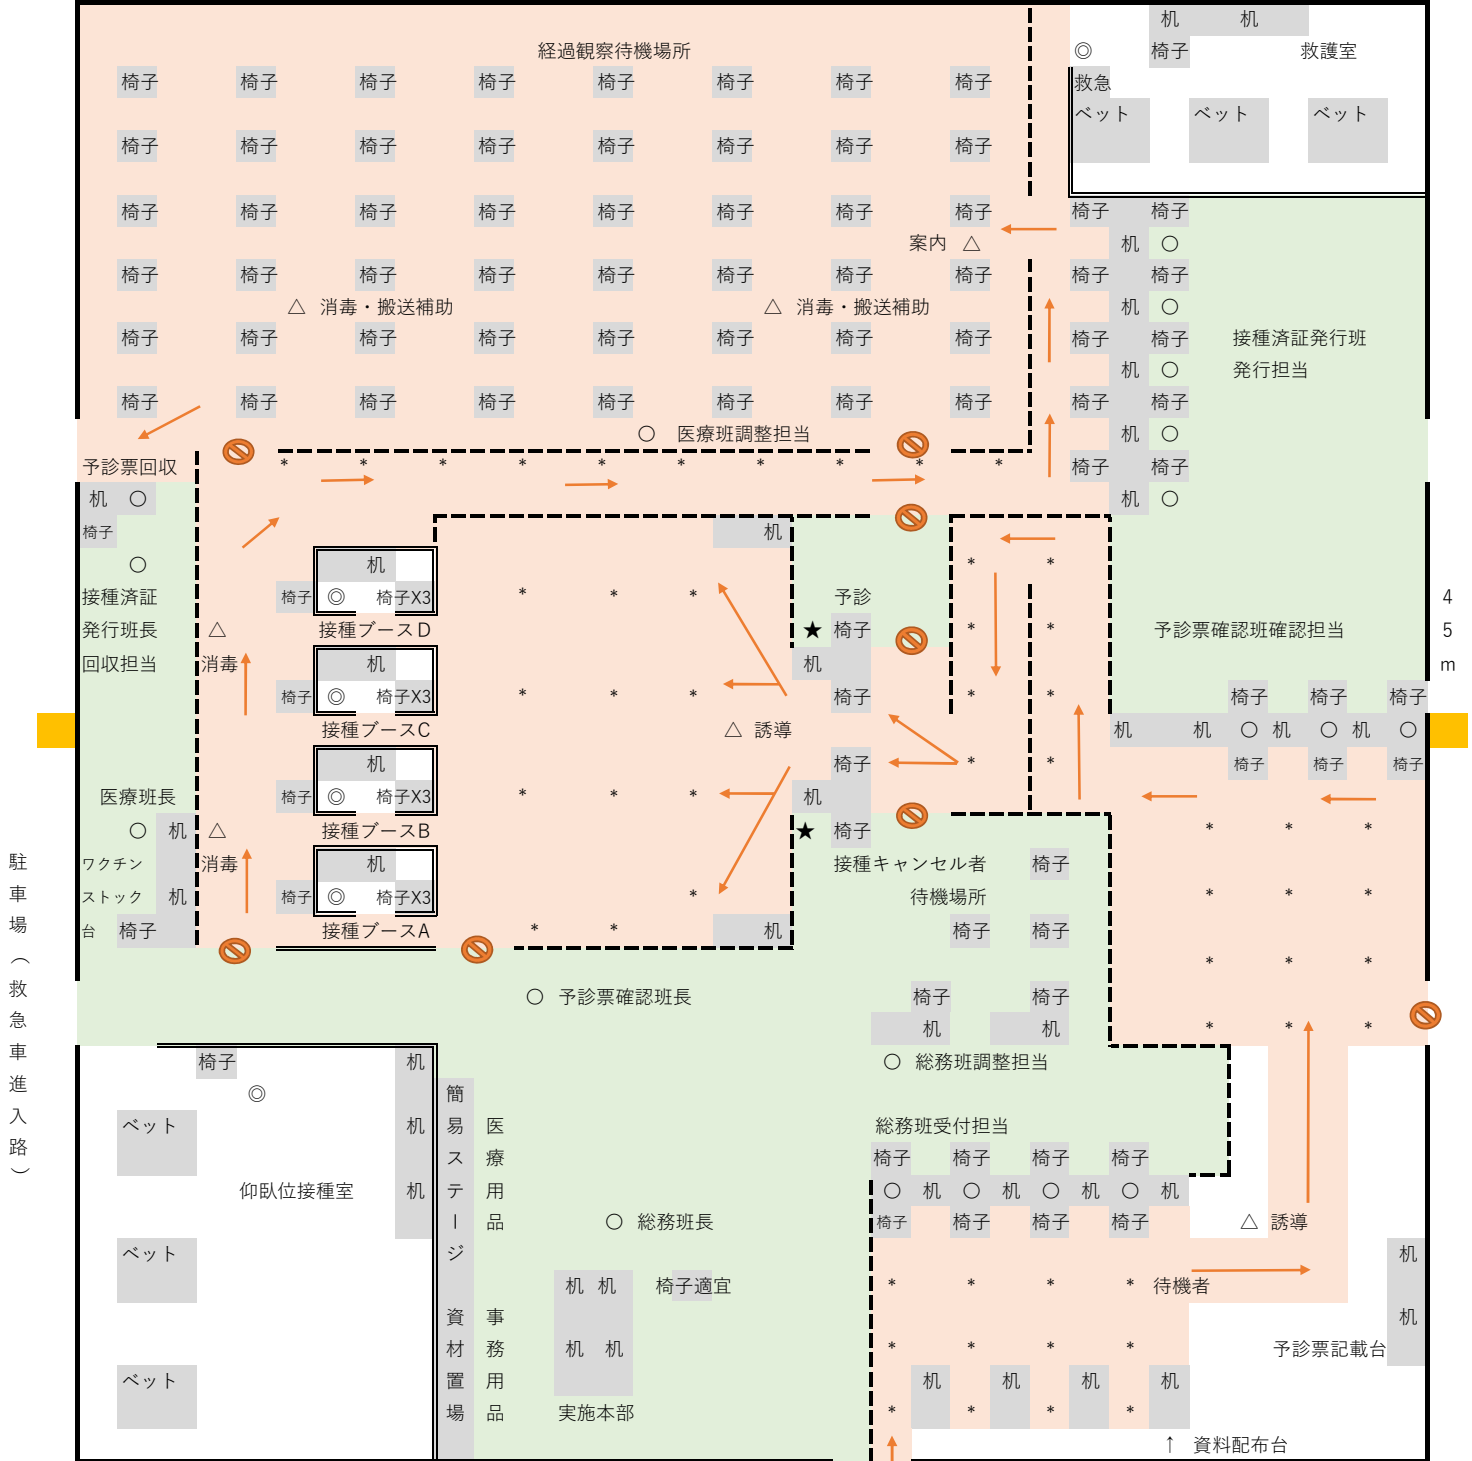 机 机
経過観察待機場所 ◎ 椅子 救護室
椅子 椅子 椅子 椅子 椅子 椅子 椅子 椅子 救急
ベット ベット ベット
椅子 椅子 椅子 椅子 椅子 椅子 椅子 椅子
椅子 椅子 椅子 椅子 椅子 椅子 椅子 椅子 椅子 椅子
案内 △ 机 ○
椅子 椅子 椅子 椅子 椅子 椅子 椅子 椅子 椅子 椅子
△ 消毒・搬送補助 △ 消毒・搬送補助 机 ○
椅子 椅子 椅子 椅子 椅子 椅子 椅子 椅子 椅子 椅子 接種済証発行班
机 ○ 発行担当
椅子 椅子 椅子 椅子 椅子 椅子 椅子 椅子 椅子 椅子
○ 医療班調整担当 机 ○
予診票回収 * * * * * * * * * * 椅子 椅子
机 ○ 机 ○
椅子 机
○ 机 * *
接種済証 椅子 ◎ 椅子X3 * * * 予診 4
発行班長 △ 接種ブースD ★ 椅子 * * 予診票確認班確認担当 5
回収担当 消毒 机 机 m
椅子 ◎ 椅子X3 * * * 椅子 * * 椅子 椅子 椅子
接種ブースC △ 誘導 机 机 ○ 机 ○ 机 ○
机 椅子 * * 椅子 椅子 椅子
医療班長 椅子 ◎ 椅子X3 * * * 机
○ 机 △ 接種ブースB ★ 椅子 * * *
ワクチン 消毒 机 接種キャンセル者 椅子
ストック 机 椅子 ◎ 椅子X3 * 待機場所 * * *
台 椅子 接種ブースA * * 机 椅子 椅子
* * *
○ 予診票確認班長 椅子 椅子
机 机 * * *
椅子 机 ○ 総務班調整担当
◎
ベット 机 総務班受付担当
椅子 椅子 椅子 椅子
仰臥位接種室 机 ○ 机 ○ 机 ○ 机 ○ 机
○ 総務班長 椅子 椅子 椅子 椅子 △ 誘導
ベット 机
机 机 椅子適宜 * * * * 待機者
机
机 机 * * * * 予診票記載台
ベット 机 机 机 机
実施本部 * * * *
↑ 資料配布台
駐車場（救急車進入路）
簡易ステージ 資材置場
医療用品 事務用品